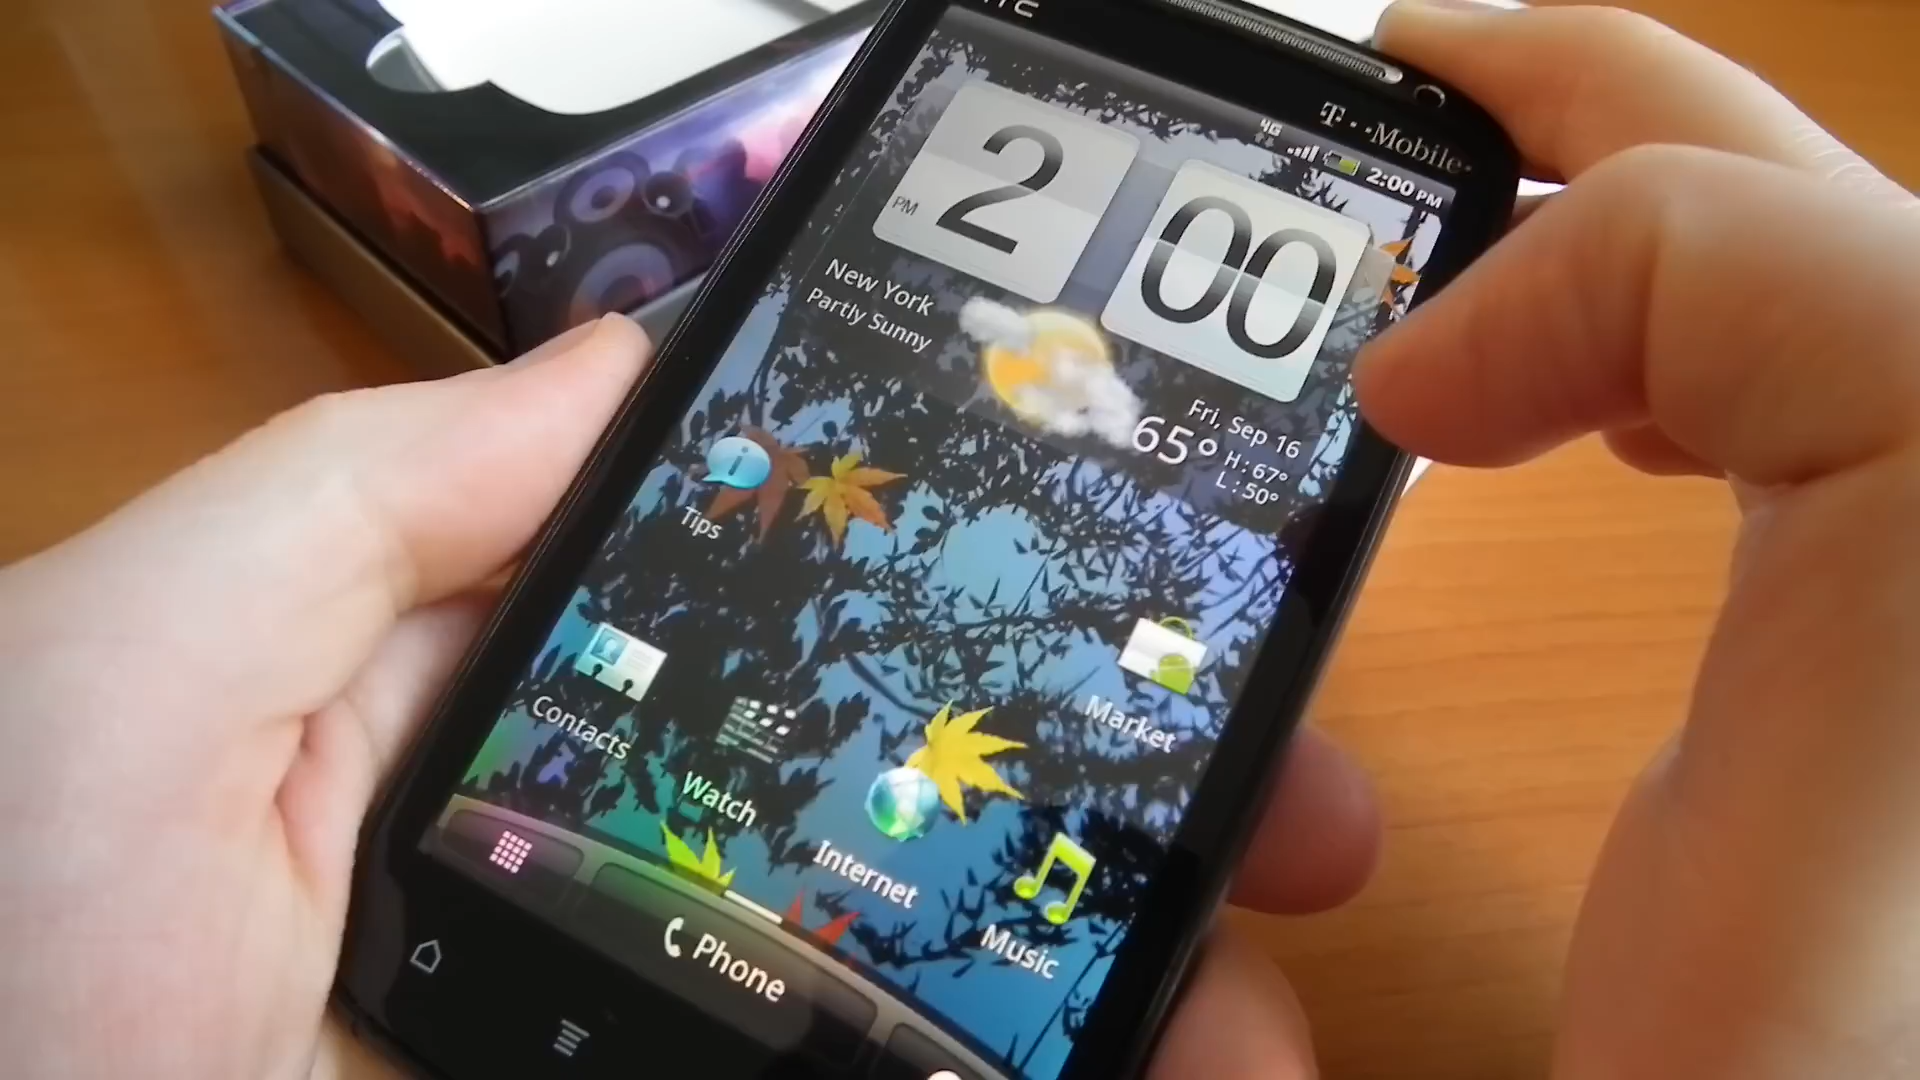 T··Mobile·
4G
2:00 PM
2 00
PM
New York
Partly Sunny
Fri, Sep 16
65°
H: 67°
L: 50°
Tips
Contacts
Watch
Internet
Market
Music
Phone